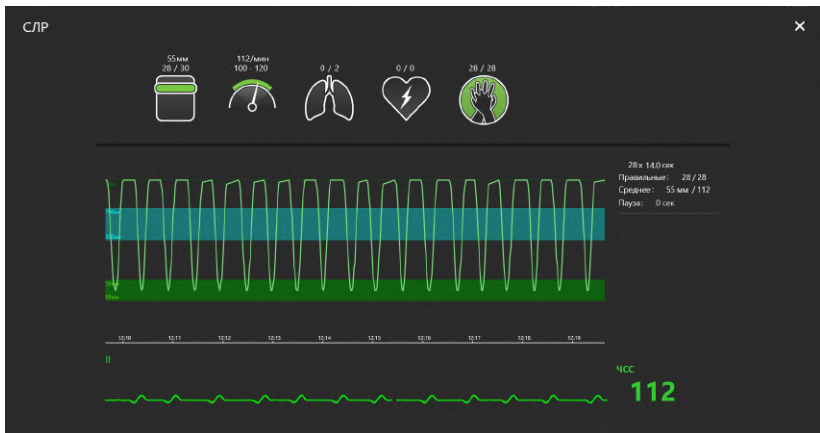 СЛР
55 мм
28 / 30
112/мин
100 - 120
0 / 2
0 / 0
28 / 28
28 x 14.0 сек
Правильные: 28 / 28
Среднее: 55 мм / 112
Пауза: 0 сек
12:10 12:11 12:12 12:13 12:14 12:15 12:16 12:17 12:18 12:19
II
ЧСС
112